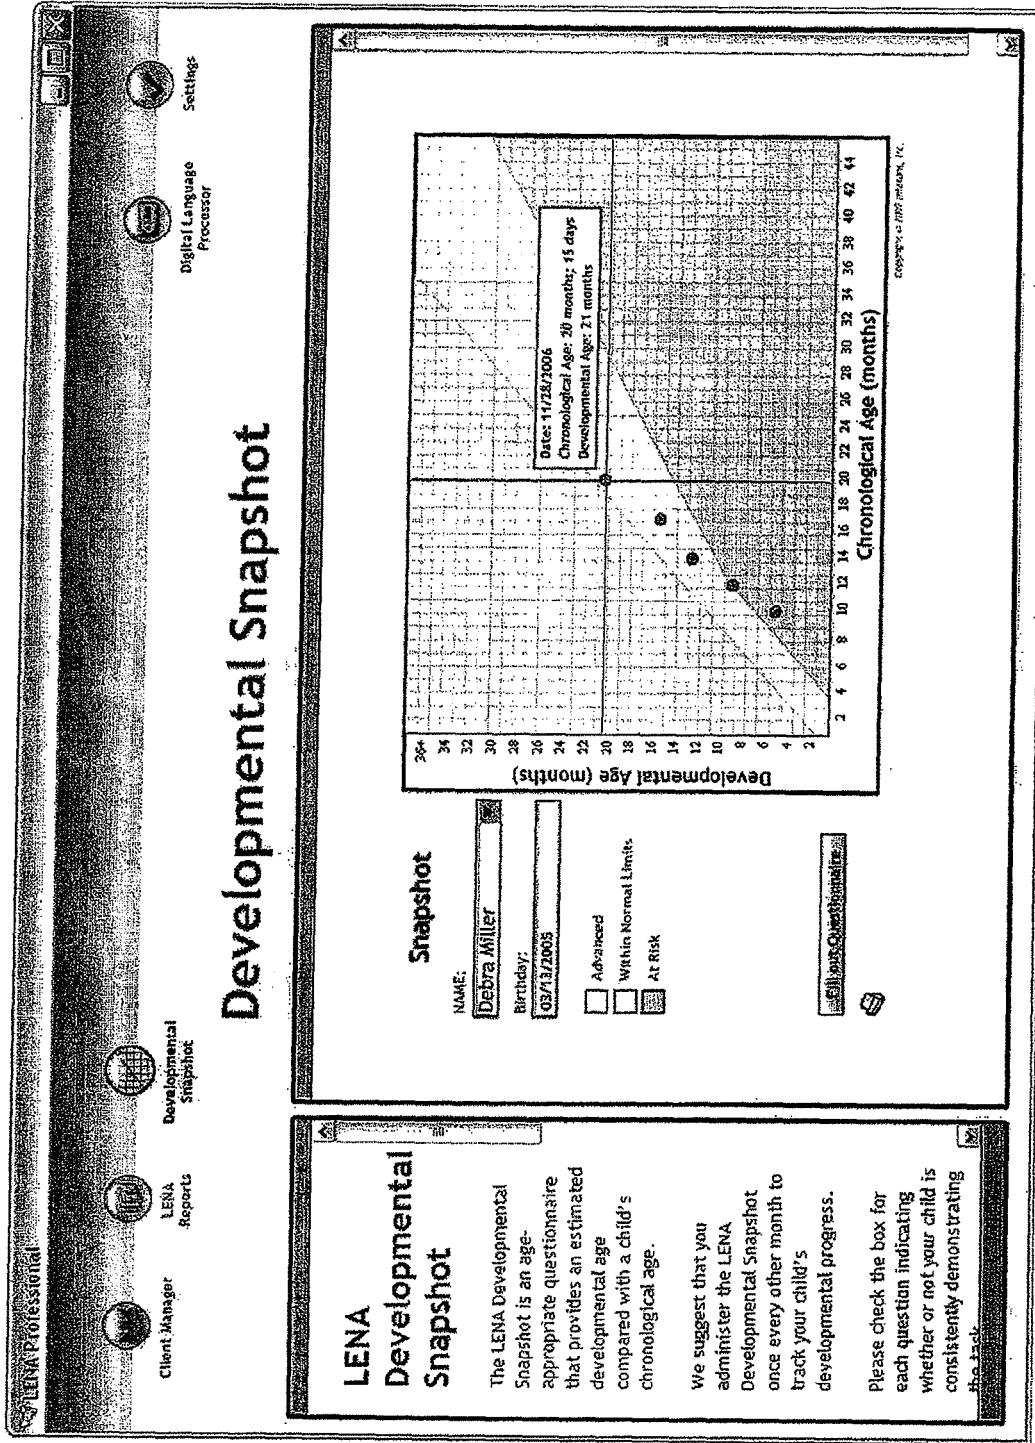 LENA Professional
Client Manager
LENA
Reports
Developmental
Snapshot
Digital Language
Processor
Settings
Developmental Snapshot
LENA
Developmental
Snapshot
The LENA Developmental
Snapshot is an age-
appropriate questionnaire
that provides an estimated
developmental age
compared with a child's
chronological age.
We suggest that you
administer the LENA
Developmental Snapshot
once every other month to
track your child's
developmental progress.
Please check the box for
each question indicating
whether or not your child is
consistently demonstrating
the task
Snapshot
NAME:
Debra Miller
Birthday:
03/13/2005
Advanced
Within Normal Limits
At Risk
Fill out Questionnaire
Developmental Age (months)
36+
34
32
30
28
26
24
22
20
18
16
14
12
10
8
6
4
2
Date: 11/28/2006
Chronological Age: 20 months; 15 days
Developmental Age: 21 months
2 4 6 8 10 12 14 16 18 20 22 24 26 28 30 32 34 36 38 40 42 44
Chronological Age (months)